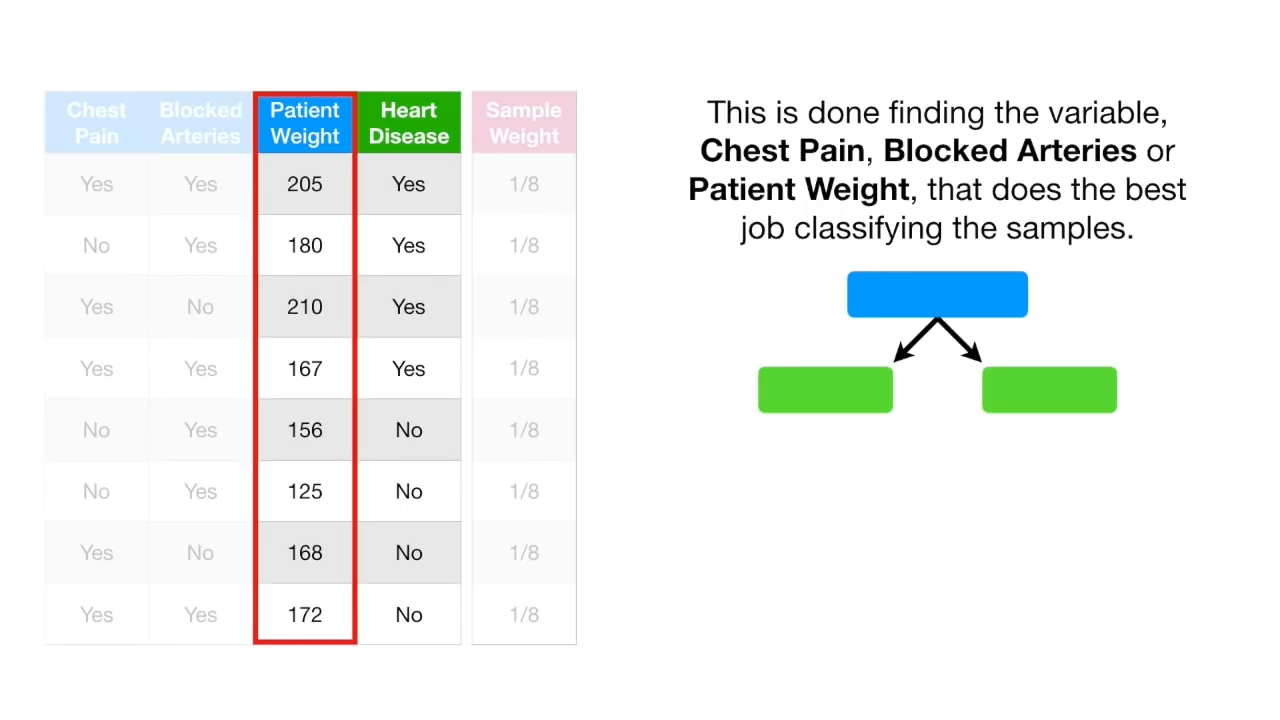 Chest Pain Blocked Arteries Patient Weight Heart Disease Sample Weight
Yes Yes 205 Yes 1/8
No Yes 180 Yes 1/8
Yes No 210 Yes 1/8
Yes Yes 167 Yes 1/8
No Yes 156 No 1/8
No Yes 125 No 1/8
Yes No 168 No 1/8
Yes Yes 172 No 1/8
This is done finding the variable,
Chest Pain, Blocked Arteries or
Patient Weight, that does the best
job classifying the samples.